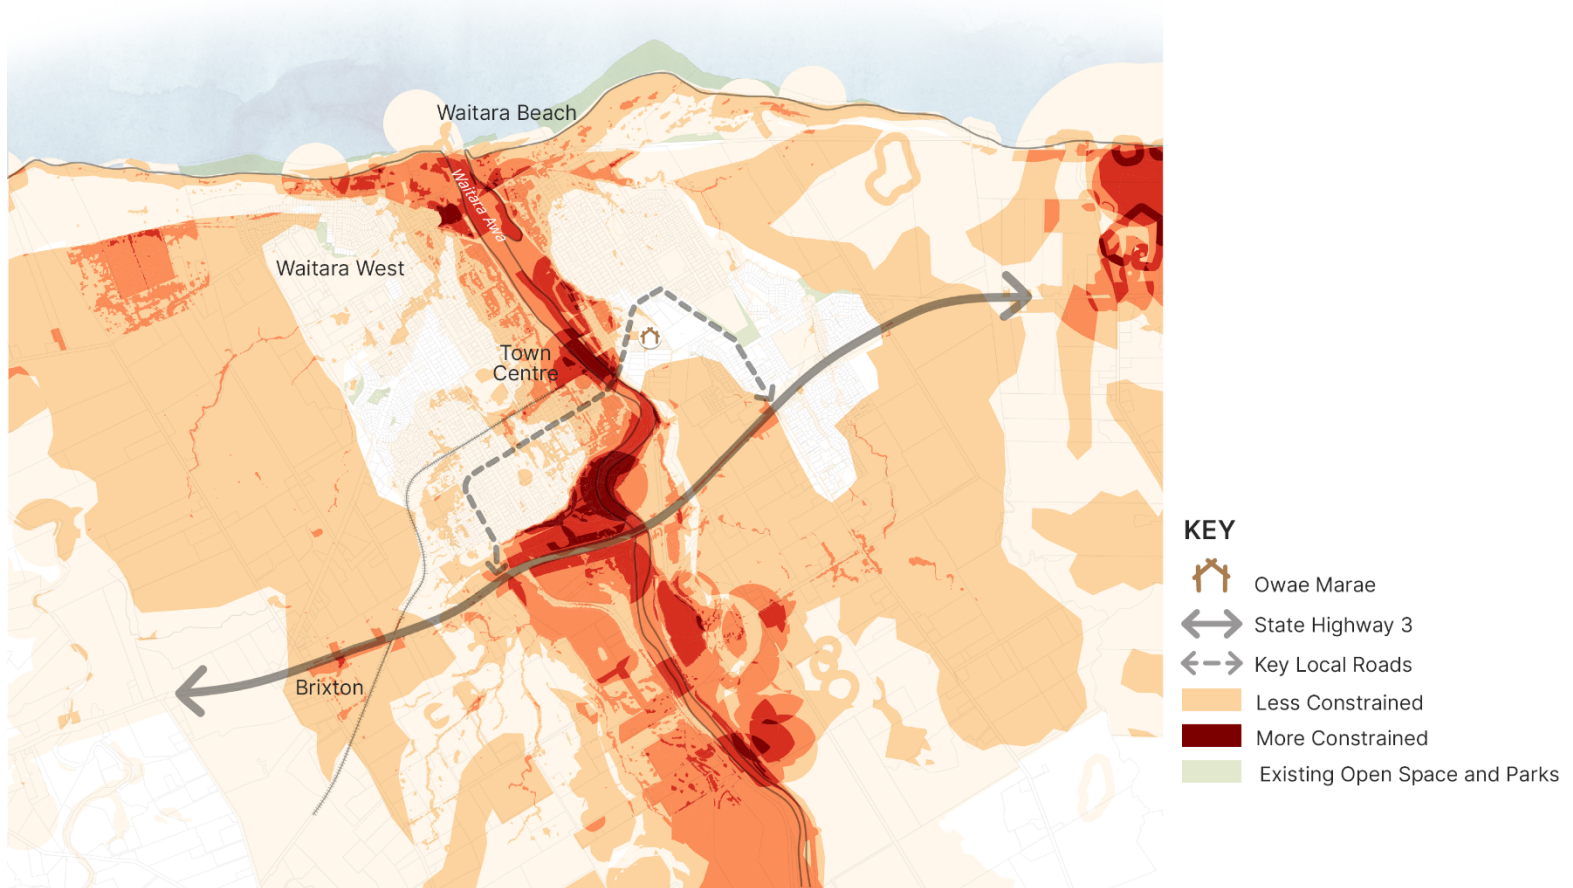 Waitara Beach
Waitara Awa
Waitara West
Town
Centre
Brixton
KEY
Owae Marae
State Highway 3
Key Local Roads
Less Constrained
More Constrained
Existing Open Space and Parks